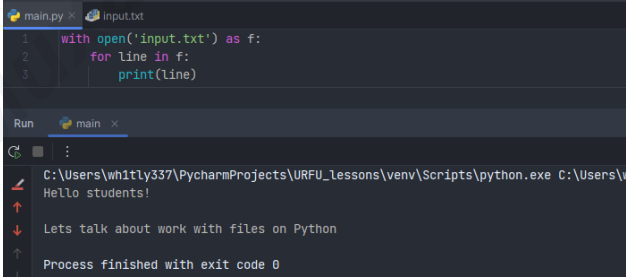 main.py × input.txt
1 with open('input.txt') as f:
2 for line in f:
3 print(line)
Run main ×
C:\Users\wh1tly337\PycharmProjects\URFU_lessons\venv\Scripts\python.exe C:\Users\w
Hello students!
Lets talk about work with files on Python
Process finished with exit code 0